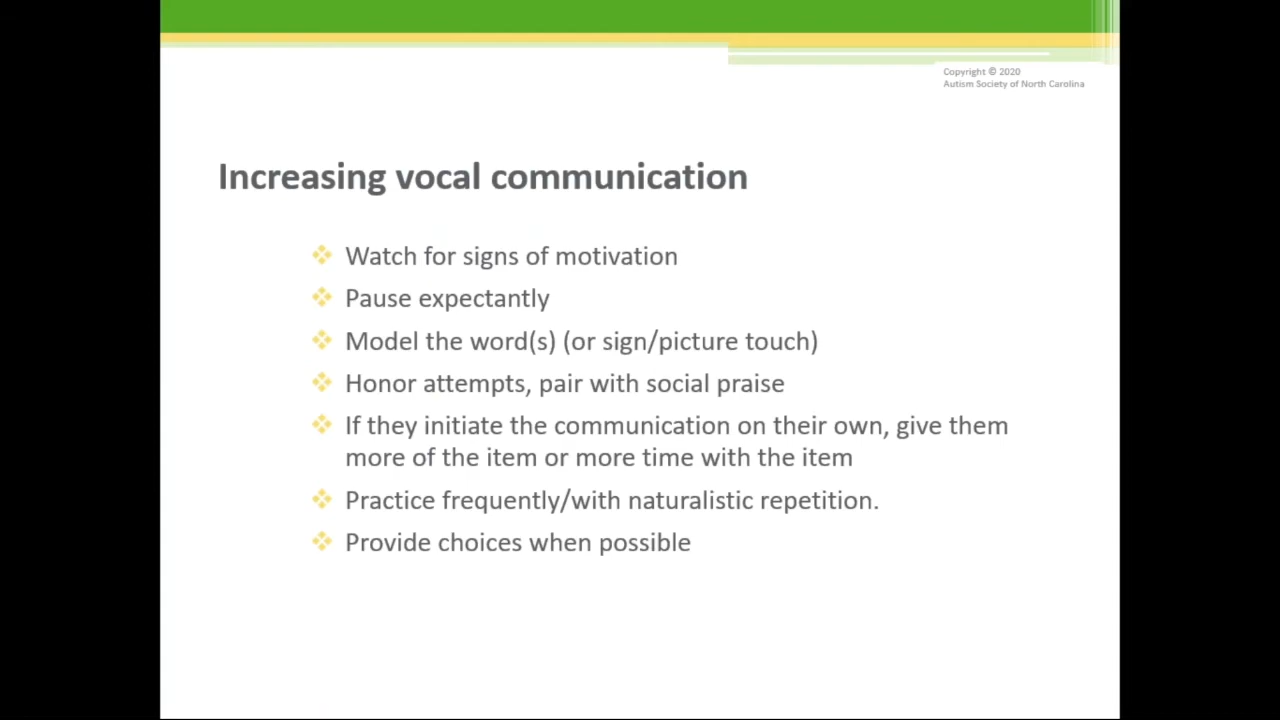 Copyright © 2020
Autism Society of North Carolina
Increasing vocal communication
Watch for signs of motivation
Pause expectantly
Model the word(s) (or sign/picture touch)
Honor attempts, pair with social praise
If they initiate the communication on their own, give them
more of the item or more time with the item
Practice frequently/with naturalistic repetition.
Provide choices when possible